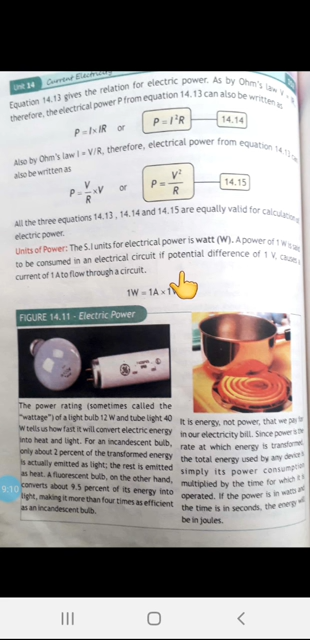 Unit 14 Current Electricity
Equation 14.13 gives the relation for electric power. As by Ohm's law V =
therefore, the electrical power P from equation 14.13 can also be written as
P = I × IR or P = I²R 14.14
Also by Ohm's law I = V/R, therefore, electrical power from equation 14.13 can
also be written as
P = V/R × V or P = V²/R 14.15
All the three equations 14.13, 14.14 and 14.15 are equally valid for calculation of
electric power.
Units of Power: The S.I units for electrical power is watt (W). A power of 1 W is said
to be consumed in an electrical circuit if potential difference of 1 V, causes a
current of 1 A to flow through a circuit.
1W = 1A × 1V
FIGURE 14.11 - Electric Power
The power rating (sometimes called the
"wattage") of a light bulb 12 W and tube light 40
W tells us how fast it will convert electric energy
into heat and light. For an incandescent bulb,
only about 2 percent of the transformed energy
is actually emitted as light; the rest is emitted
as heat. A fluorescent bulb, on the other hand,
converts about 9.5 percent of its energy into
light, making it more than four times as efficient
as an incandescent bulb.
It is energy, not power, that we pay for
in our electricity bill. Since power is the
rate at which energy is transformed,
the total energy used by any device is
simply its power consumption
multiplied by the time for which it is
operated. If the power is in watts and
the time is in seconds, the energy will
be in joules.
9:10